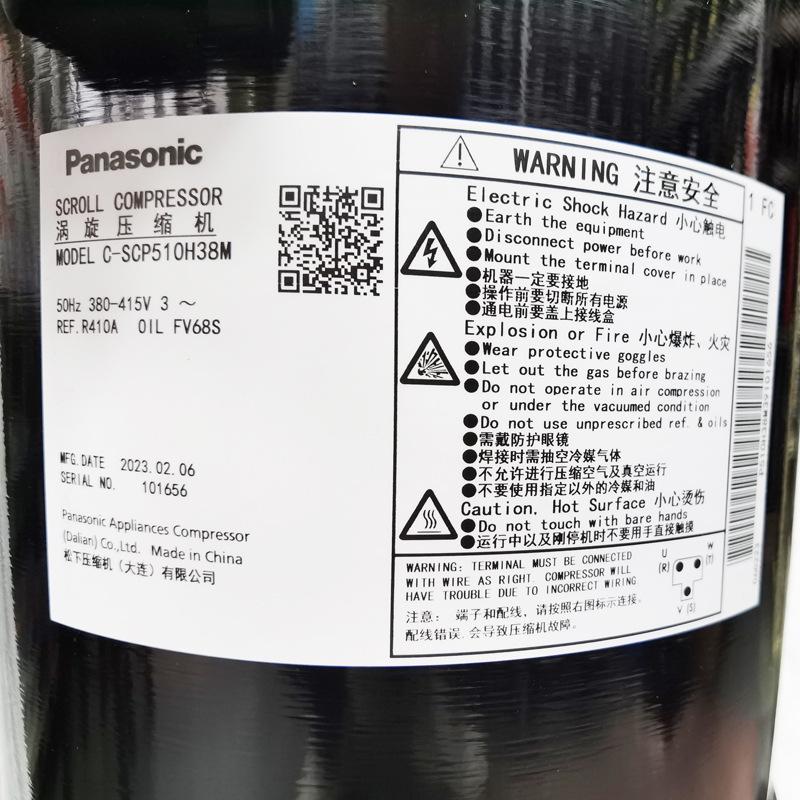 Panasonic
SCROLL COMPRESSOR
涡旋压缩机
MODEL C-SCP510H38M
50Hz 380-415V 3 ~
REF.R410A OIL FV68S
MFG.DATE 2023.02.06
SERIAL NO. 101656
Panasonic Appliances Compressor
(Dalian) Co.,Ltd. Made in China
松下压缩机（大连）有限公司
WARNING 注意安全
Electric Shock Hazard 小心触电
●Earth the equipment
●Disconnect power before work
●Mount the terminal cover in place
●机器一定要接地
●操作前要切断所有电源
●通电前要盖上接线盒
Explosion or Fire 小心爆炸、火灾
●Wear protective goggles
●Let out the gas before brazing
●Do not operate in air compression
or under the vacuumed condition
●Do not use unprescribed ref. & oils
●需戴防护眼镜
●焊接时需抽空冷媒气体
●不允许进行压缩空气及真空运行
●不要使用指定以外的冷媒和油
Caution. Hot Surface 小心烫伤
●Do not touch with bare hands
●运行中以及刚停机时不要用手直接触摸
WARNING: TERMINAL MUST BE CONNECTED
WITH WIRE AS RIGHT. COMPRESSOR WILL
HAVE TROUBLE DUE TO INCORRECT WIRING
注意: 端子和配线, 请按照右图标示连接.
配线错误.会导致压缩机故障.
U
(R)
W
(T)
V (S)
1 FC